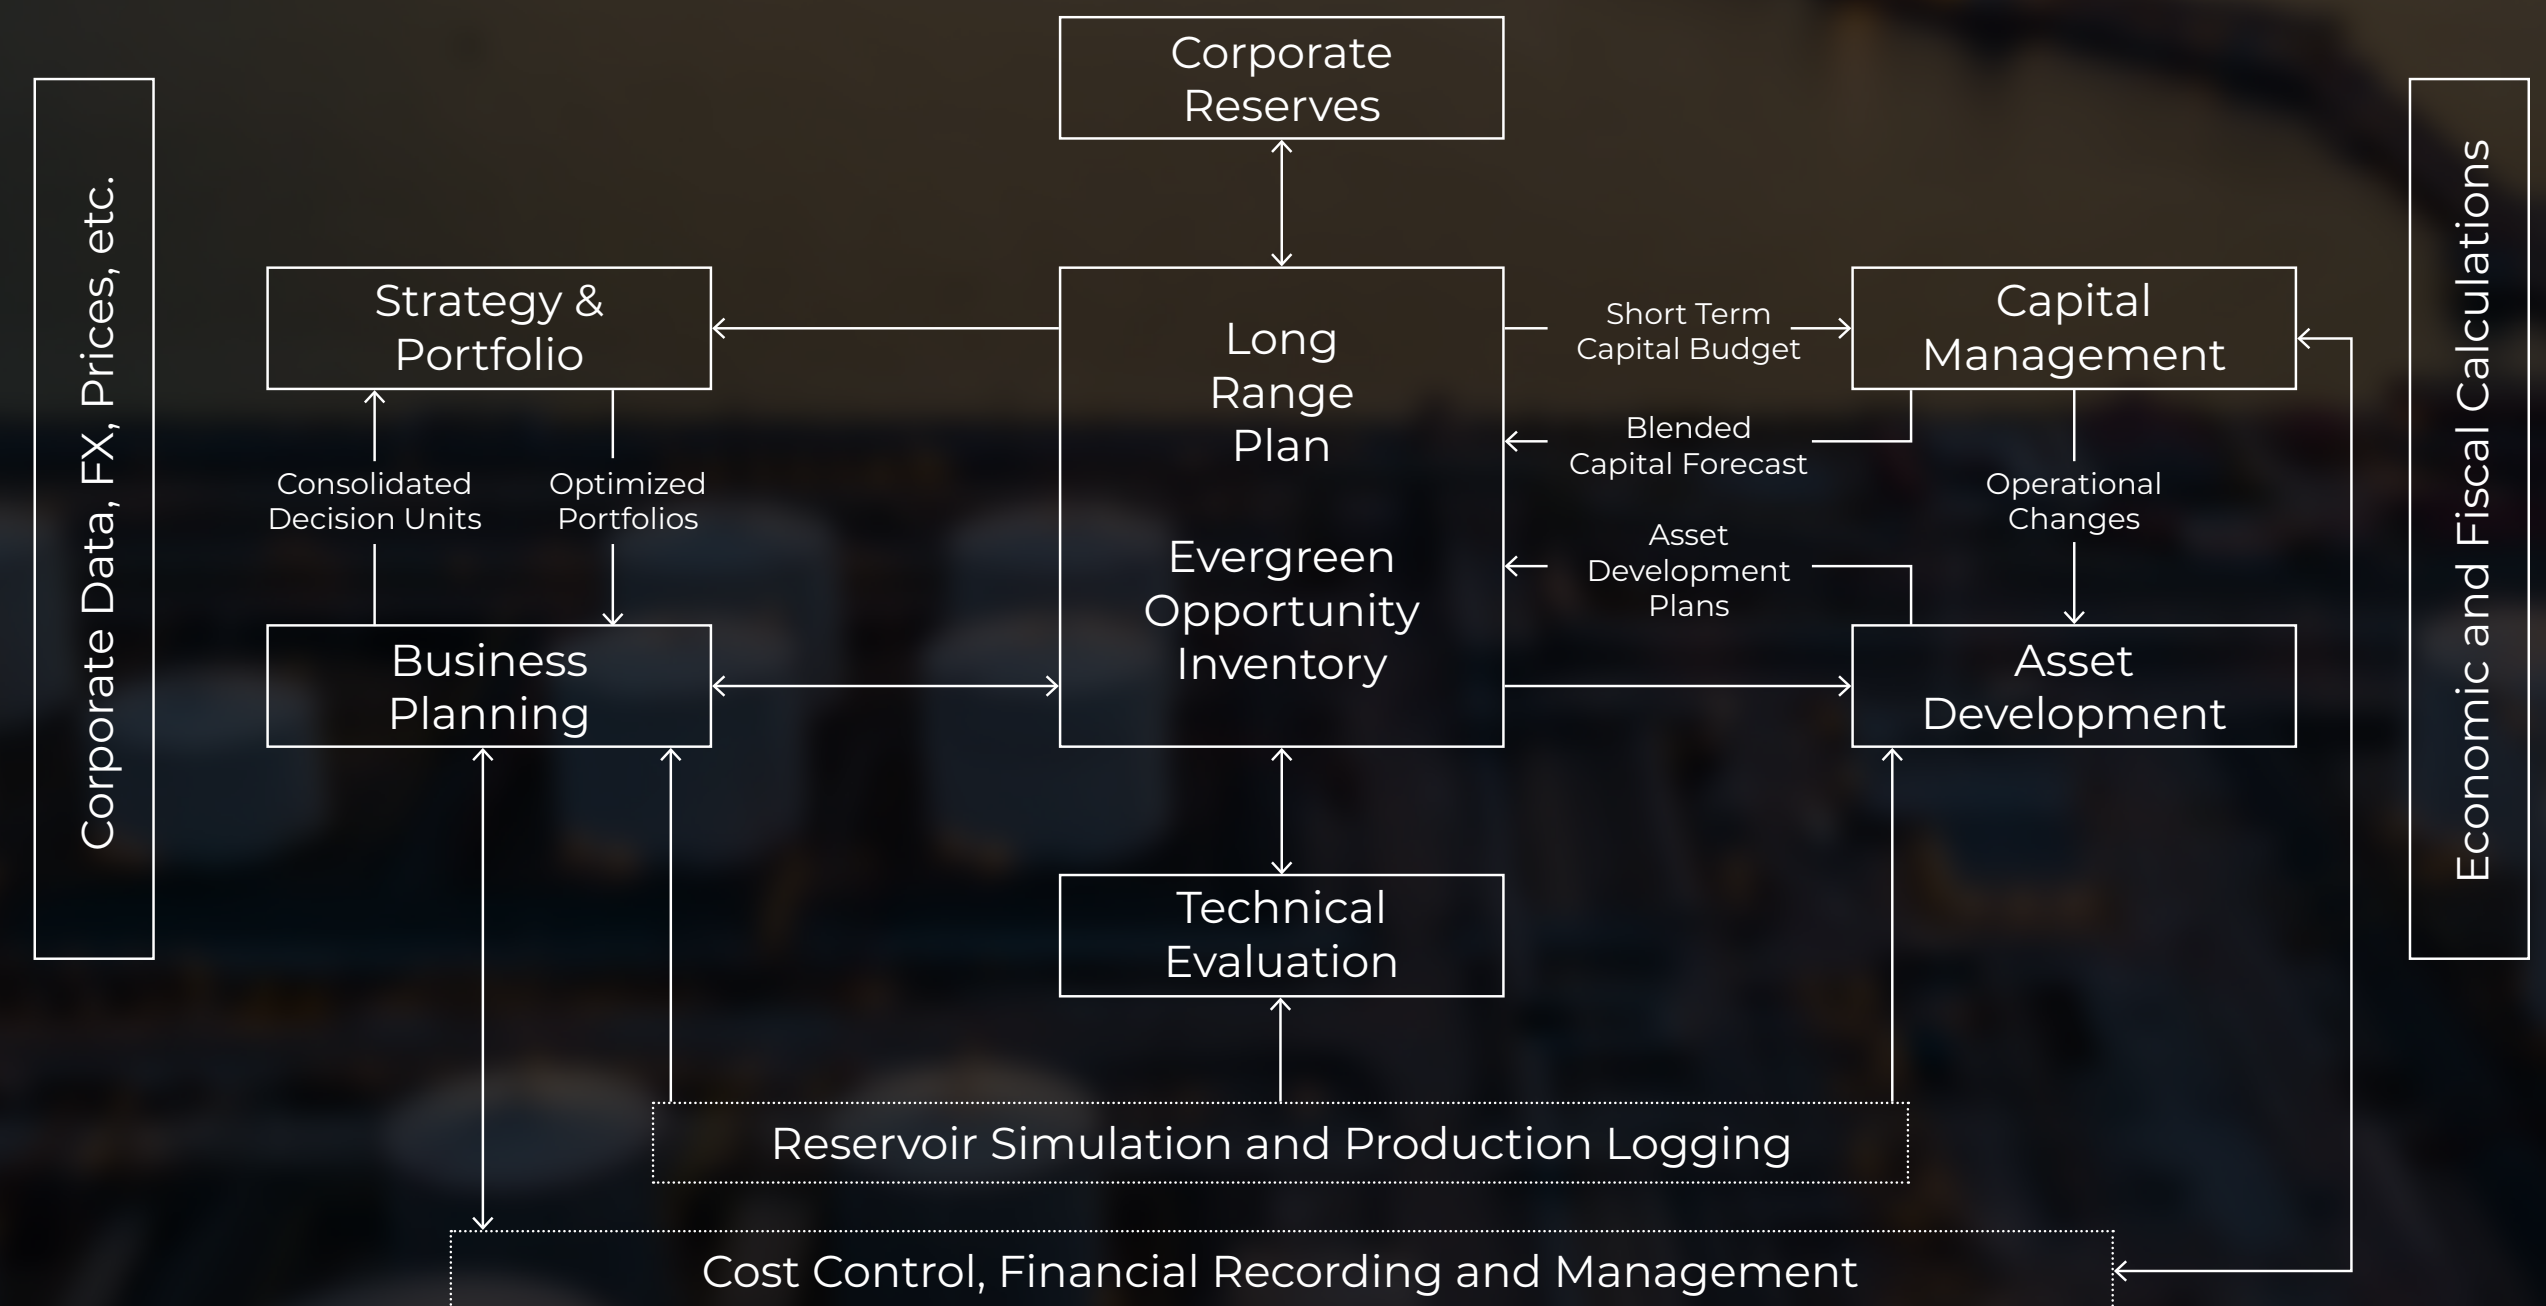 Corporate
Reserves
Corporate Data, FX, Prices, etc.
Strategy &
Portfolio
Long
Range
Plan
Evergreen
Opportunity
Inventory
Short Term
Capital Budget
Capital
Management
Blended
Capital Forecast
Consolidated
Decision Units
Optimized
Portfolios
Operational
Changes
Asset
Development
Plans
Business
Planning
Asset
Development
Economic and Fiscal Calculations
Technical
Evaluation
Reservoir Simulation and Production Logging
Cost Control, Financial Recording and Management